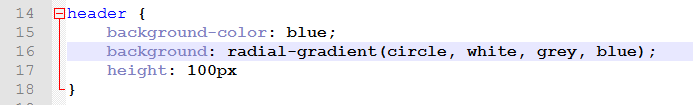 14 header {
15 background-color: blue;
16 background: radial-gradient(circle, white, grey, blue);
17 height: 100px
18 }